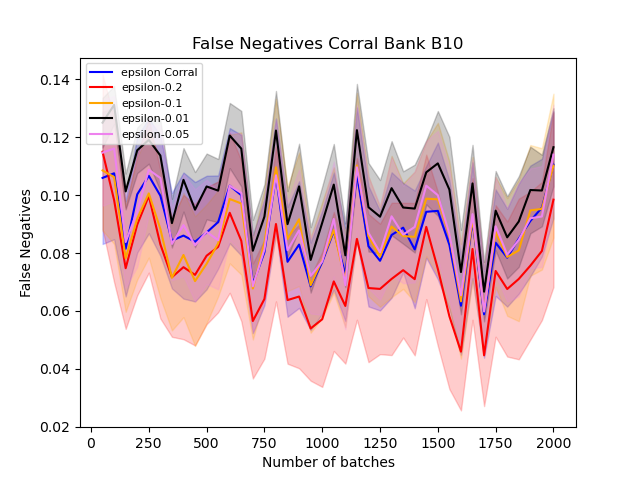 False Negatives Corral Bank B10
epsilon Corral
epsilon-0.2
epsilon-0.1
epsilon-0.01
epsilon-0.05
False Negatives
0.14
0.12
0.10
0.08
0.06
0.04
0.02
0 250 500 750 1000 1250 1500 1750 2000
Number of batches